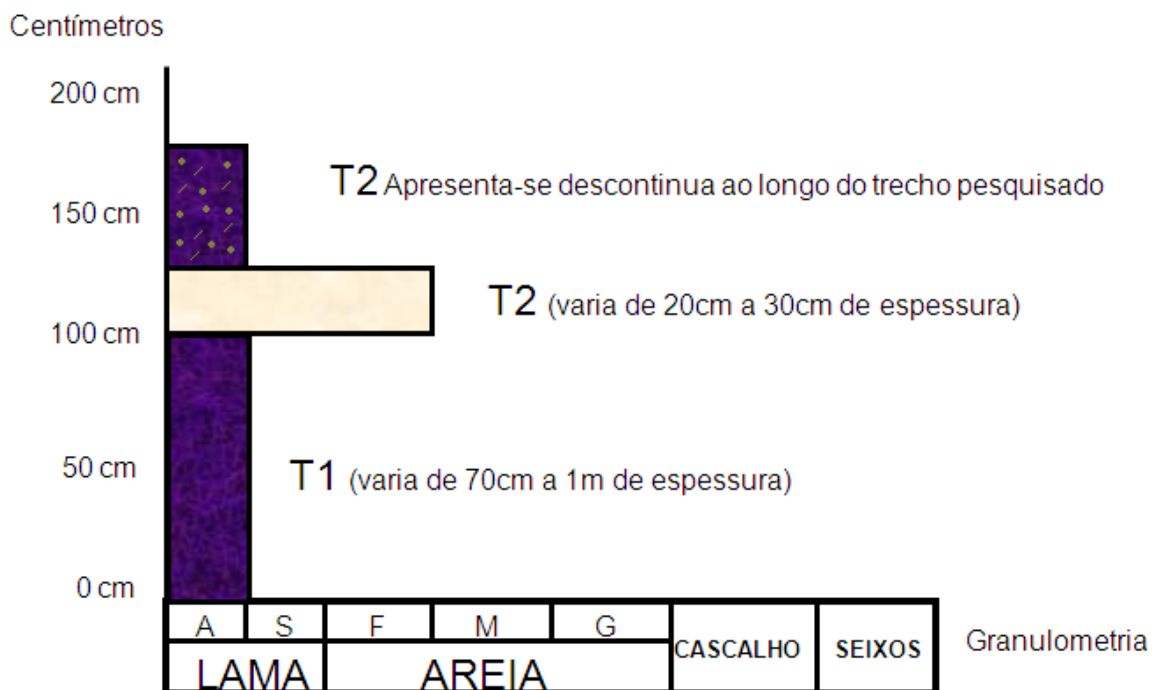 Centímetros
200 cm
T2 Apresenta-se descontinua ao longo do trecho pesquisado
150 cm
T2 (varia de 20cm a 30cm de espessura)
100 cm
50 cm
T1 (varia de 70cm a 1m de espessura)
0 cm
A S F M G
LAMA AREIA CASCALHO SEIXOS Granulometria